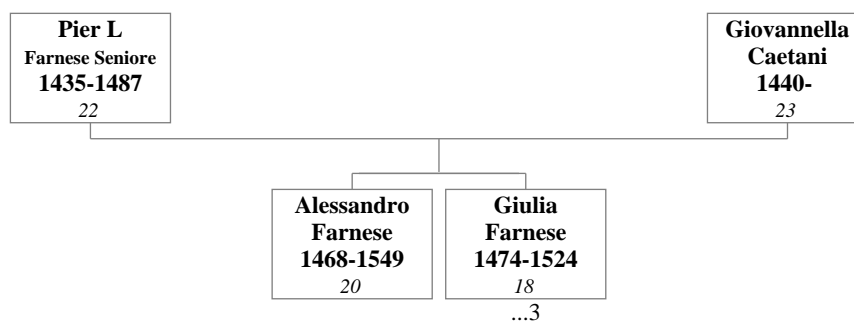 Pier L
Farnese Seniore
1435-1487
22
Giovannella
Caetani
1440-
23
Alessandro
Farnese
1468-1549
20
Giulia
Farnese
1474-1524
18
...3